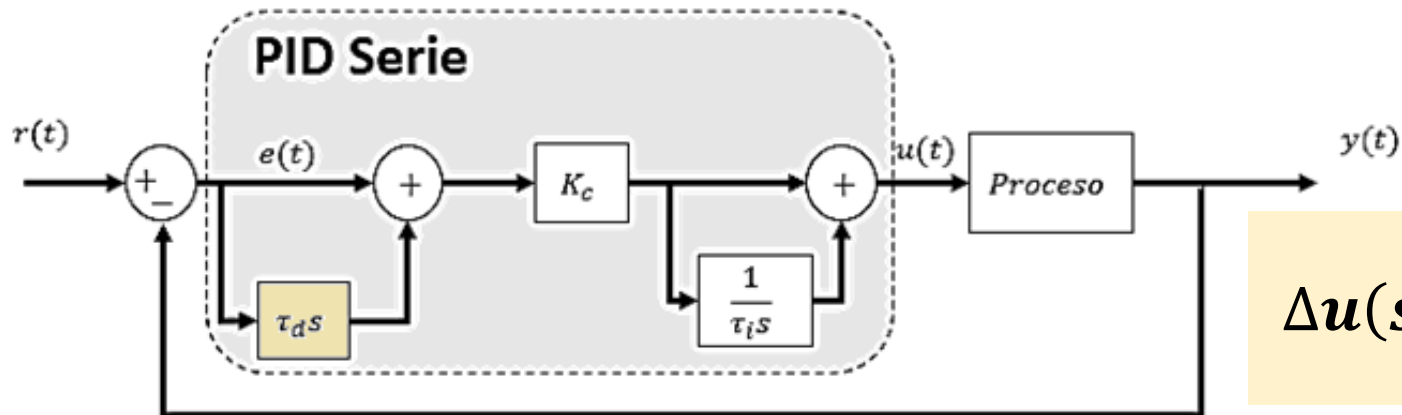 PID Serie
r(t)
e(t)
u(t)
y(t)
+
−
+
K_c
+
Proceso
τ_d s
1
τ_i s
Δu(s